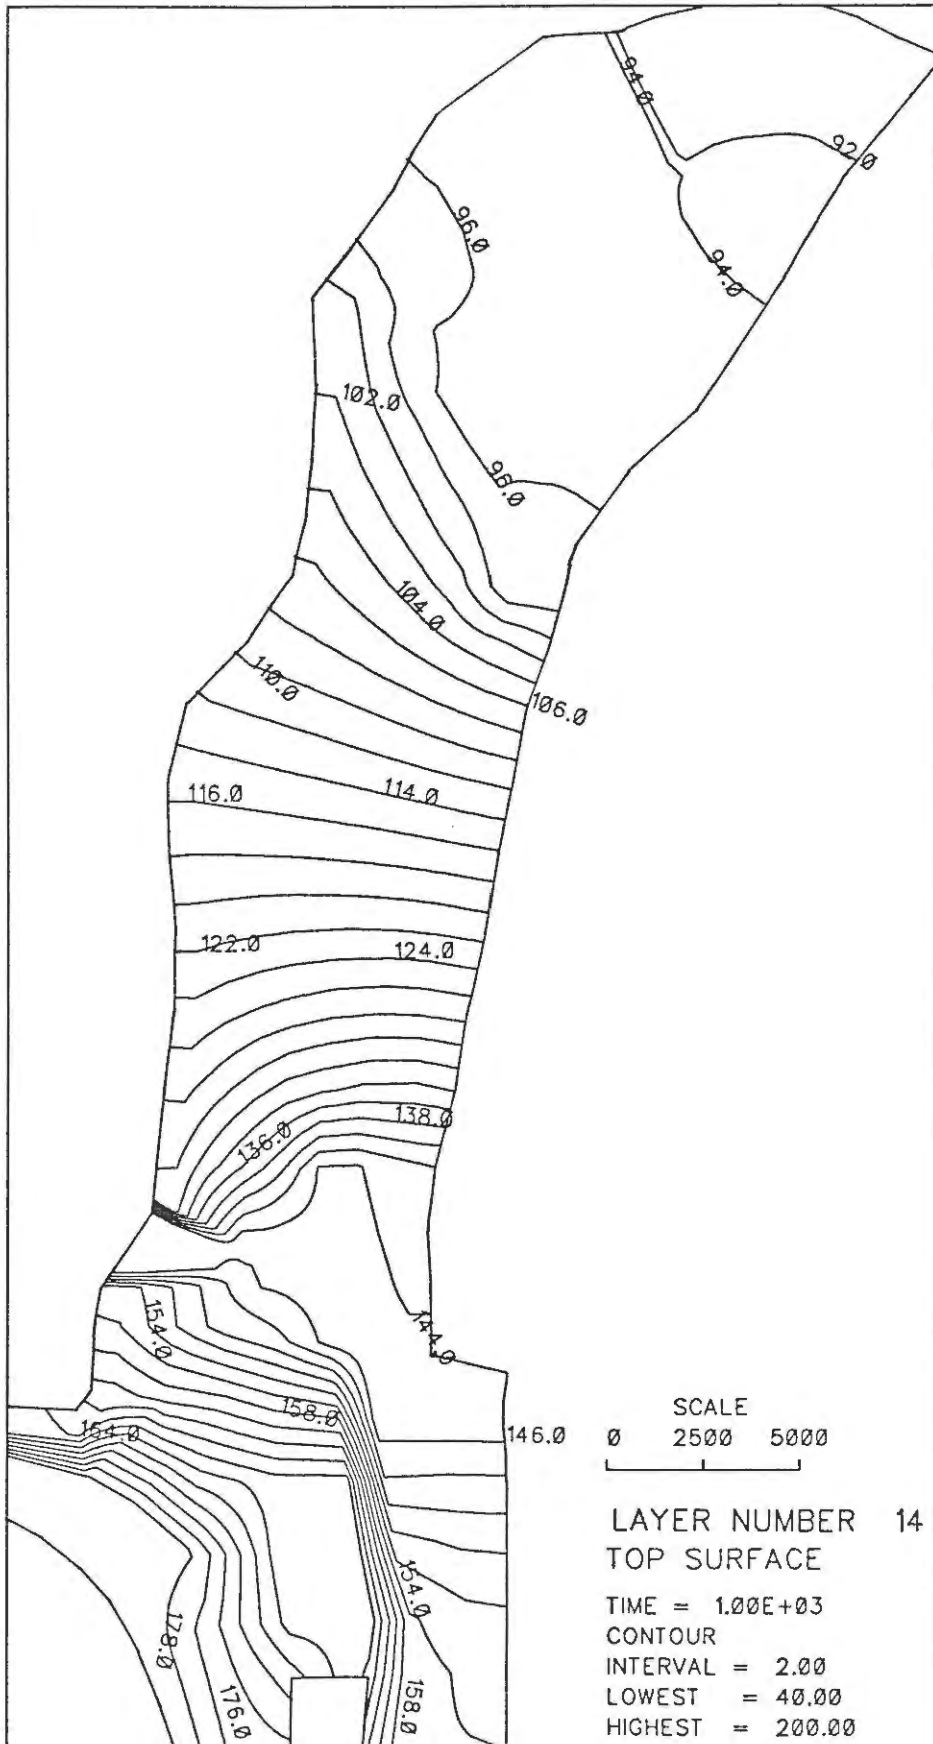 94.0
92.0
96.0
94.0
102.0
96.0
104.0
110.0
106.0
116.0
114.0
122.0
124.0
138.0
136.0
154.0
144.0
158.0
164.0
146.0
SCALE
0 2500 5000
LAYER NUMBER 14
TOP SURFACE
154.0
TIME = 1.00E+03
CONTOUR
INTERVAL = 2.00
LOWEST = 40.00
HIGHEST = 200.00
178.0
176.0
158.0